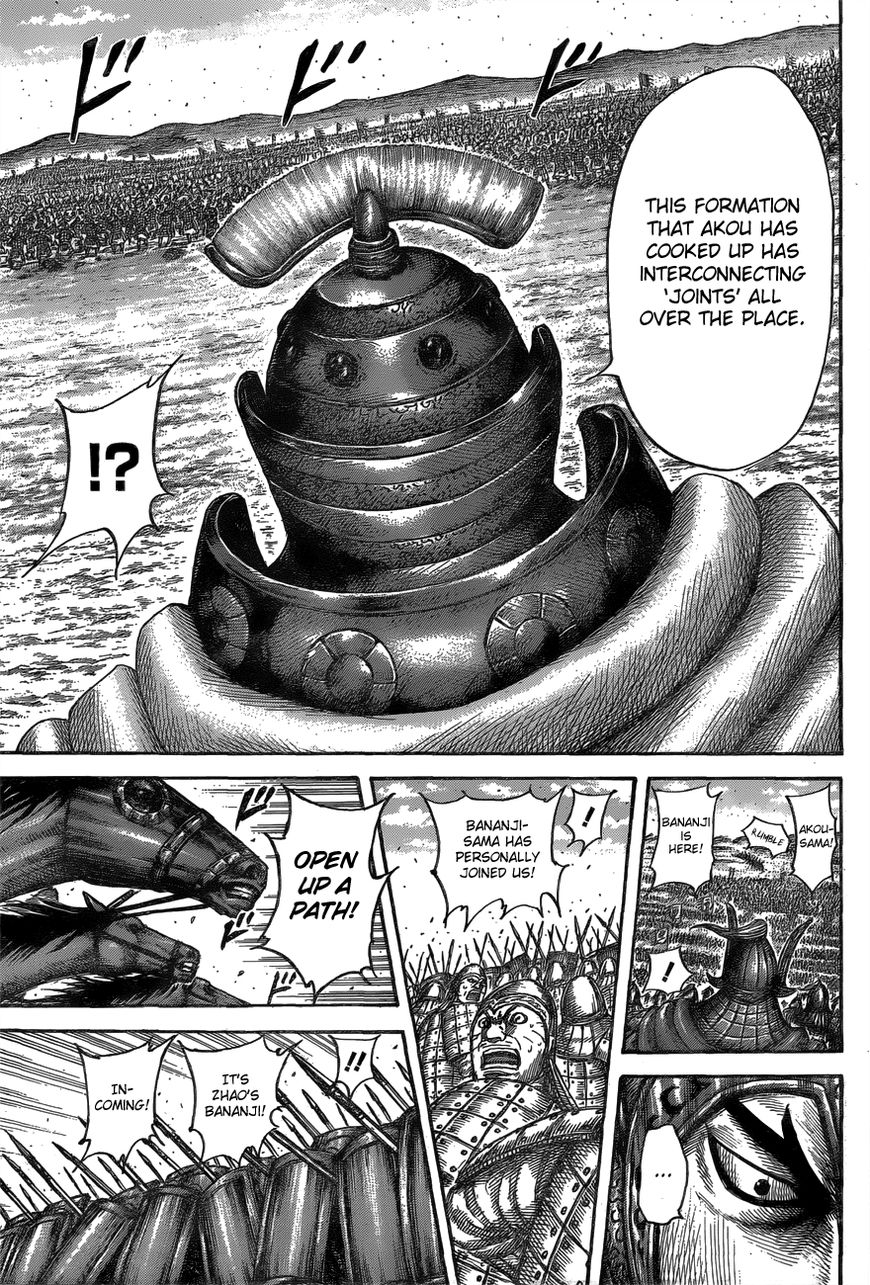 ド
ド
ド
THIS FORMATION
THAT AKOU HAS
COOKED UP HAS
INTERCONNECTING
'JOINTS' ALL
OVER THE PLACE.
!?
AKOU-
SAMA!
RUMBLE
BANANJI
IS
HERE!
!
!
BANANJI-
SAMA HAS
PERSONALLY
JOINED US!
OPEN
UP A
PATH!
ド
ド
ド
...
!!
IT'S
ZHAO'S
BANANJI!
IN-
COMING!